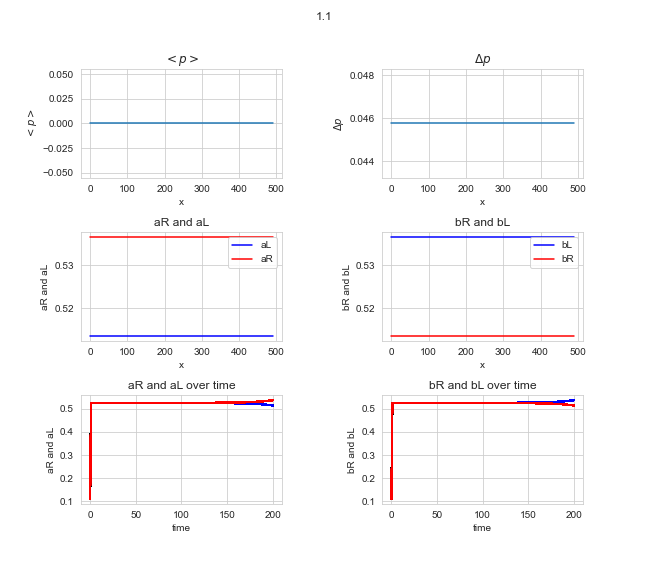 1.1
< p >
Δp
0.050
0.025
0.000
−0.025
−0.050
< p >
0 100 200 300 400 500
x
0.048
0.046
0.044
Δp
0 100 200 300 400 500
x
aR and aL
bR and bL
0.53
0.52
aR and aL
aL
aR
0 100 200 300 400 500
x
0.53
0.52
bR and bL
bL
bR
0 100 200 300 400 500
x
aR and aL over time
bR and bL over time
0.5
0.4
0.3
0.2
0.1
aR and aL
0 50 100 150 200
time
0.5
0.4
0.3
0.2
0.1
bR and bL
0 50 100 150 200
time